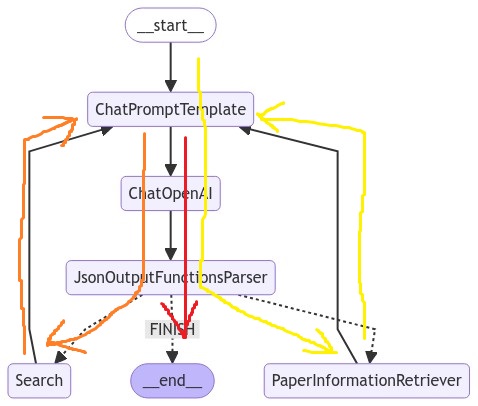 __start__
ChatPromptTemplate
ChatOpenAI
JsonOutputFunctionsParser
FINISH
Search
__end__
PaperInformationRetriever